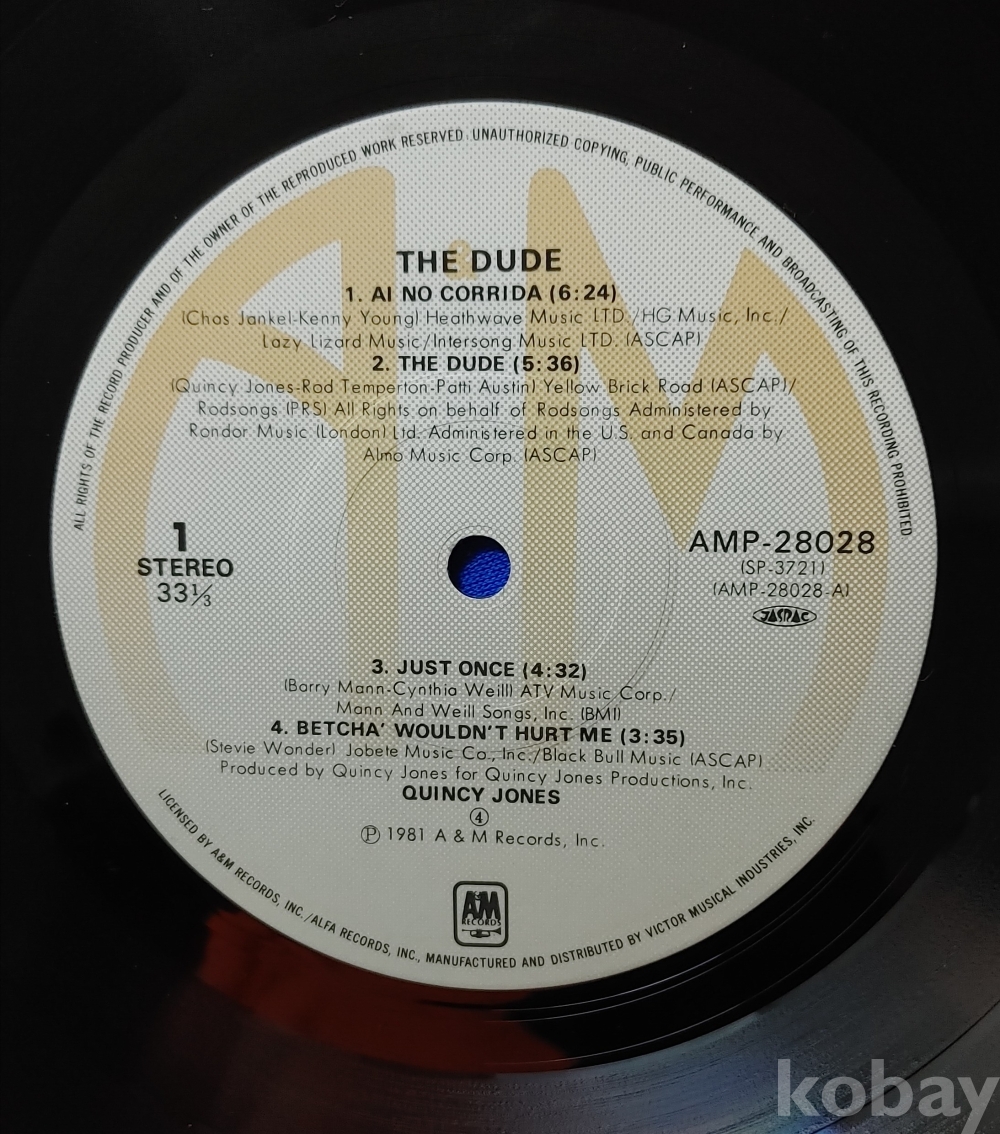 ALL RIGHTS OF THE RECORD PRODUCER AND OF THE OWNER OF THE REPRODUCED WORK RESERVED. UNAUTHORIZED COPYING, PUBLIC PERFORMANCE AND BROADCASTING OF THIS RECORDING PROHIBITED
THE DUDE
1. AI NO CORRIDA (6:24)
(Chas Jankel-Kenny Young) Heathwave Music LTD./HG Music, Inc./
Lazy Lizard Music/Intersong Music LTD. (ASCAP)
2. THE DUDE (5:36)
(Quincy Jones-Rod Temperton-Patti Austin) Yellow Brick Road (ASCAP)/
Rodsongs (PRS) All Rights on behalf of Rodsongs Administered by
Rondor Music (London) Ltd. Administered in the U.S. and Canada by
Almo Music Corp. (ASCAP)
1
STEREO
33⅓
AMP-28028
(SP-3721)
(AMP-28028-A)
JASRAC
3. JUST ONCE (4:32)
(Barry Mann-Cynthia Weill) ATV Music Corp./
Mann And Weill Songs, Inc. (BMI)
4. BETCHA' WOULDN'T HURT ME (3:35)
(Stevie Wonder) Jobete Music Co., Inc./Black Bull Music (ASCAP)
Produced by Quincy Jones for Quincy Jones Productions, Inc.
QUINCY JONES
④
Ⓟ 1981 A & M Records, Inc.
A&M
RECORDS
LICENSED BY A&M RECORDS, INC./ALFA RECORDS, INC., MANUFACTURED AND DISTRIBUTED BY VICTOR MUSICAL INDUSTRIES, INC.
kobay